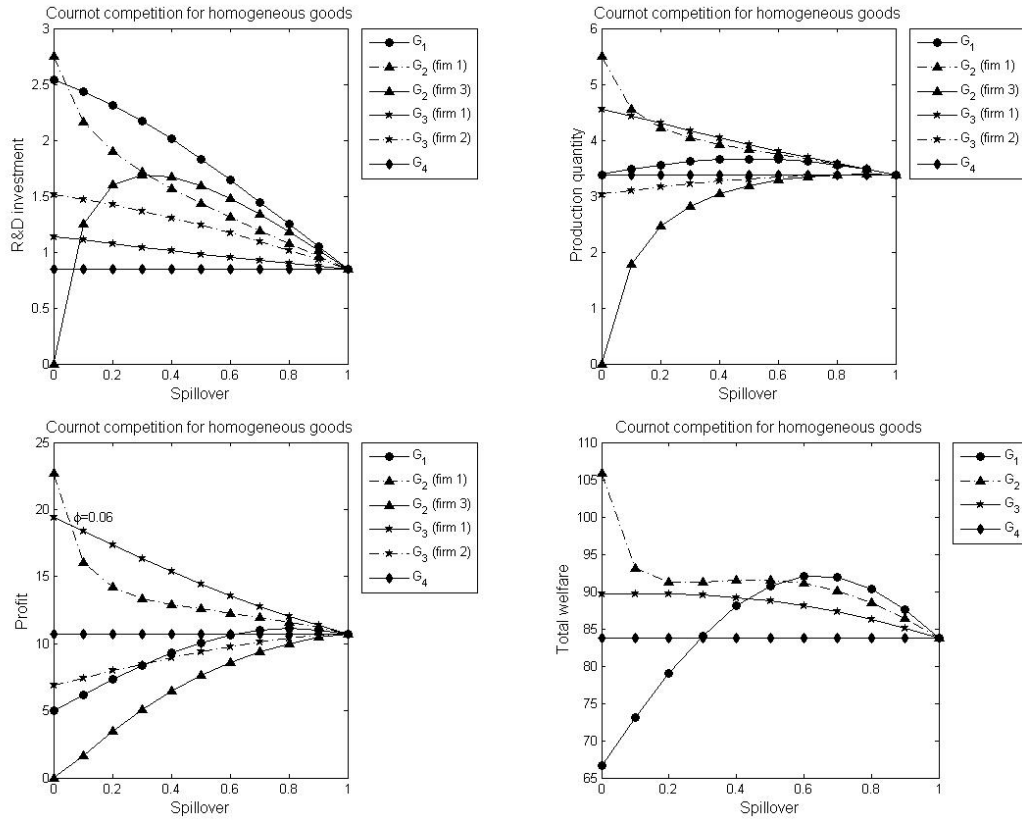 Cournot competition for homogeneous goods
R&D investment
3
2.5
2
1.5
1
0.5
0
0 0.2 0.4 0.6 0.8 1
Spillover
G1
G2 (fim 1)
G2 (firm 3)
G3 (firm 1)
G3 (firm 2)
G4
Cournot competition for homogeneous goods
Production quantity
6
5
4
3
2
1
0
0 0.2 0.4 0.6 0.8 1
Spillover
G1
G2 (fim 1)
G2 (firm 3)
G3 (firm 1)
G3 (firm 2)
G4
Cournot competition for homogeneous goods
Profit
25
20
15
10
5
0
ϕ=0.06
0 0.2 0.4 0.6 0.8 1
Spillover
G1
G2 (fim 1)
G2 (firm 3)
G3 (firm 1)
G3 (firm 2)
G4
Cournot competition for homogeneous goods
Total welfare
110
105
100
95
90
85
80
75
70
65
0 0.2 0.4 0.6 0.8 1
Spillover
G1
G2
G3
G4